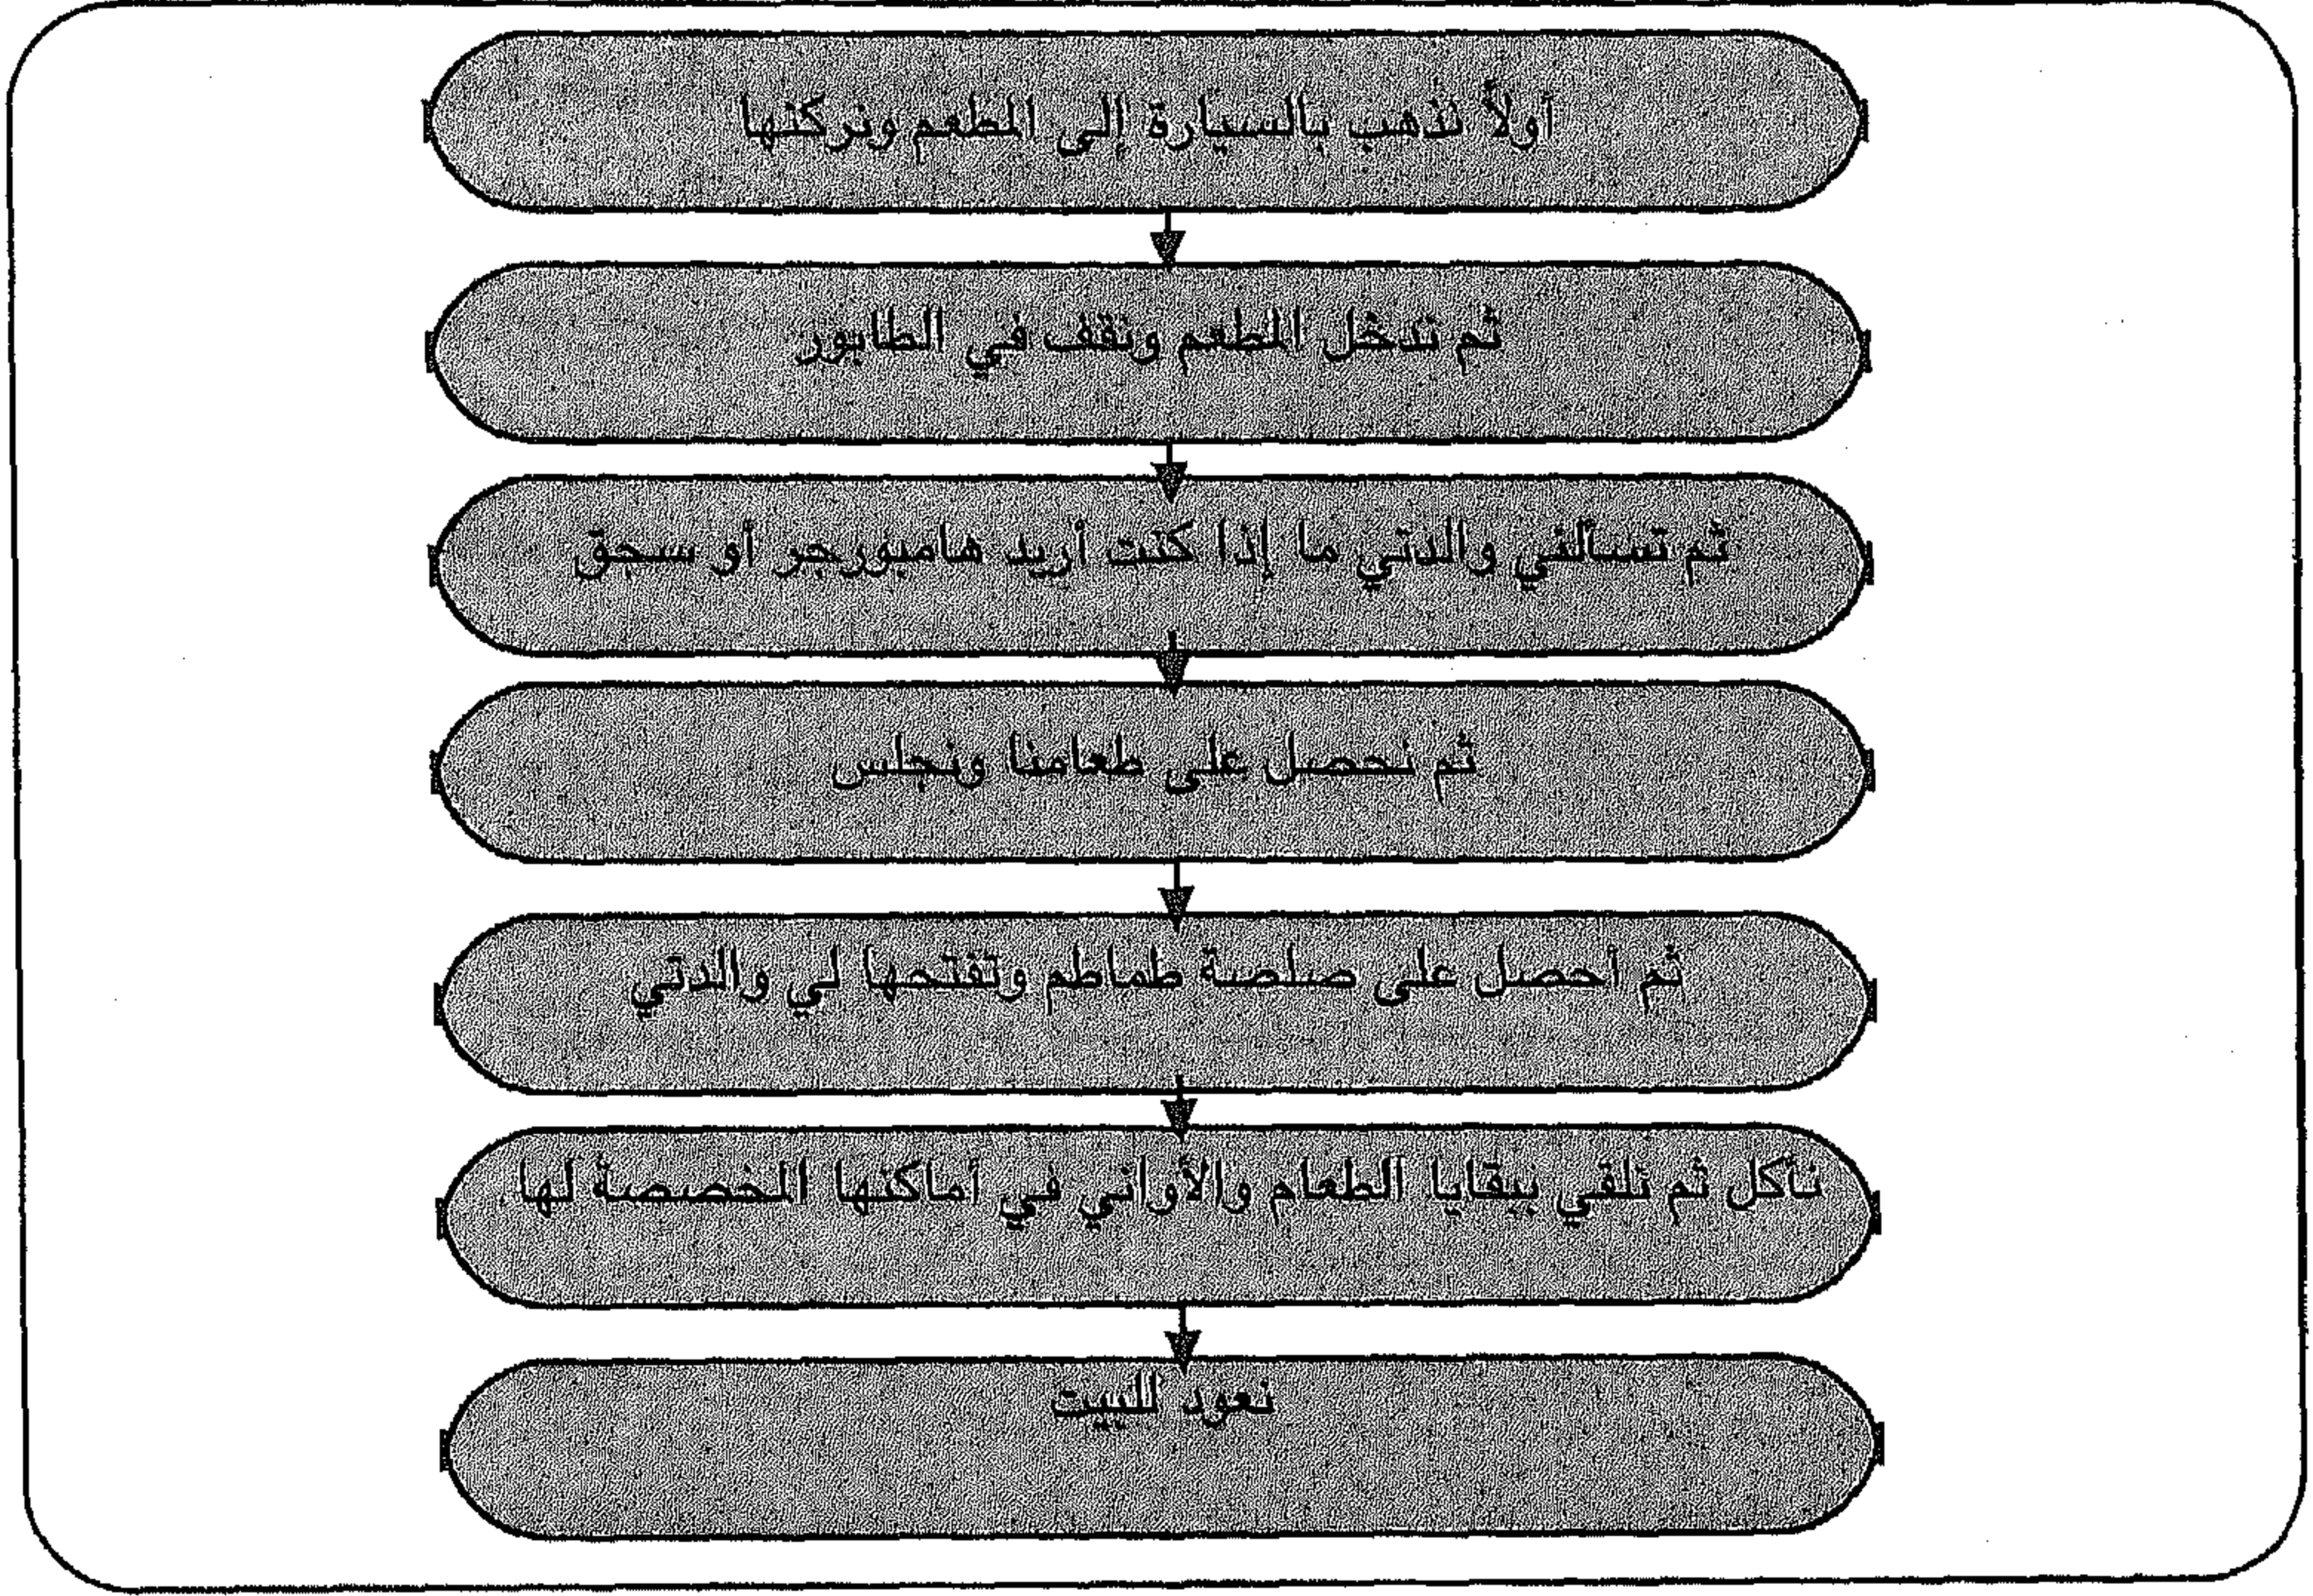 أولاً نذهب بالسيارة إلى المطعم ونركنها
ثم ندخل المطعم ونقف في الطابور
ثم تسألني والدتي ما إذا كنت أريد هامبورجر أو سجق
ثم نحصل على طعامنا ونجلس
ثم أحصل على صلصة طماطم وتفتحها لي والدتي
نأكل ثم نلقي ببقايا الطعام والأواني في أماكنها المخصصة لها.
نعود للبيت